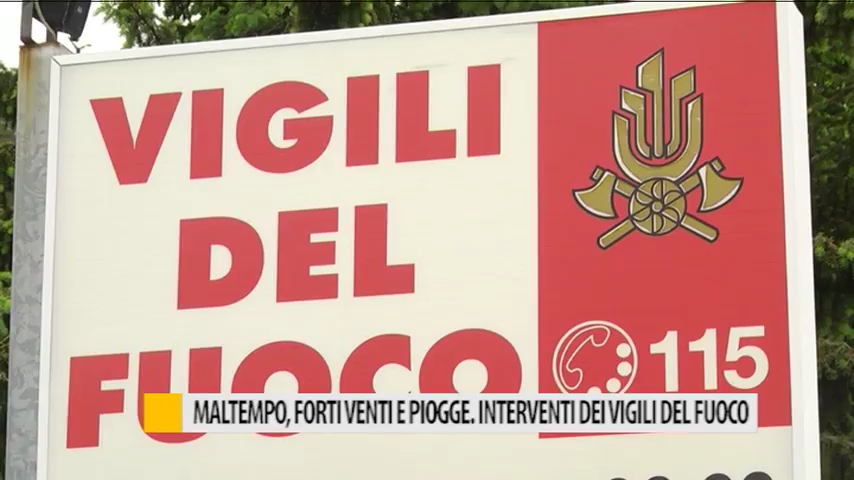 VIGILI
DEL
FUOCO
115
MALTEMPO, FORTI VENTI E PIOGGE. INTERVENTI DEI VIGILI DEL FUOCO